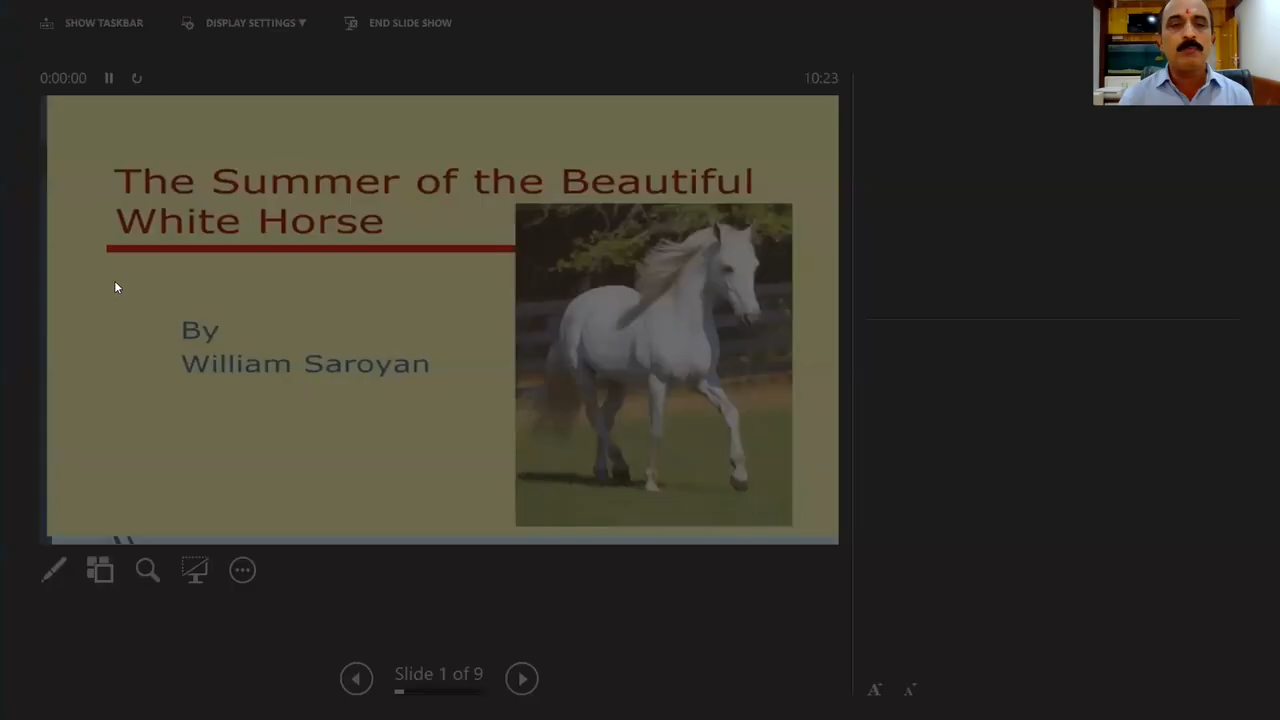 SHOW TASKBAR DISPLAY SETTINGS ▼ END SLIDE SHOW
0:00:00 10:23
The Summer of the Beautiful
White Horse
By
William Saroyan
Slide 1 of 9
A A